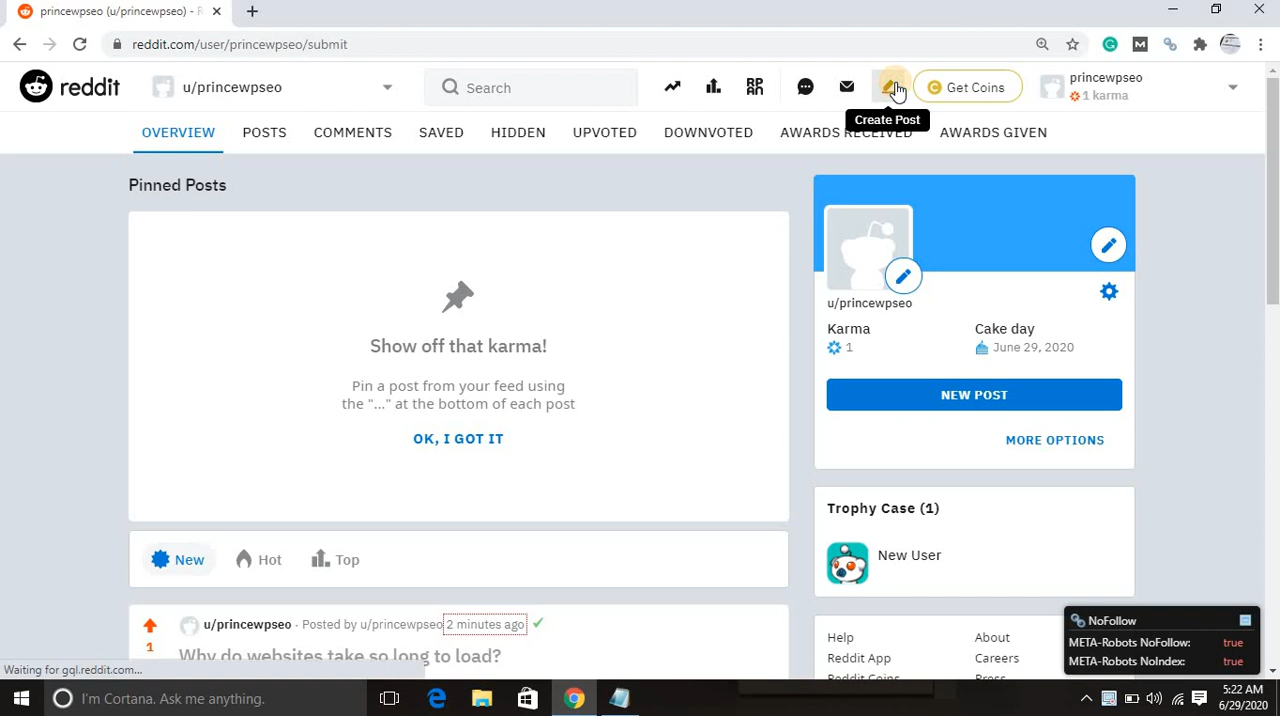 princewpseo (u/princewpseo) - R
reddit.com/user/princewpseo/submit
reddit
u/princewpseo
Search
Get Coins
princewpseo
1 karma
Create Post
OVERVIEW POSTS COMMENTS SAVED HIDDEN UPVOTED DOWNVOTED AWARDS RECEIVED AWARDS GIVEN
Pinned Posts
Show off that karma!
Pin a post from your feed using
the "..." at the bottom of each post
OK, I GOT IT
New Hot Top
u/princewpseo · Posted by u/princewpseo 2 minutes ago
1
Why do websites take so long to load?
u/princewpseo
Karma Cake day
1 June 29, 2020
NEW POST
MORE OPTIONS
Trophy Case (1)
New User
Help About
Reddit App Careers
Reddit Coins Press
NoFollow
META-Robots NoFollow: true
META-Robots NoIndex: true
Waiting for gql.reddit.com...
I'm Cortana. Ask me anything.
5:22 AM
6/29/2020